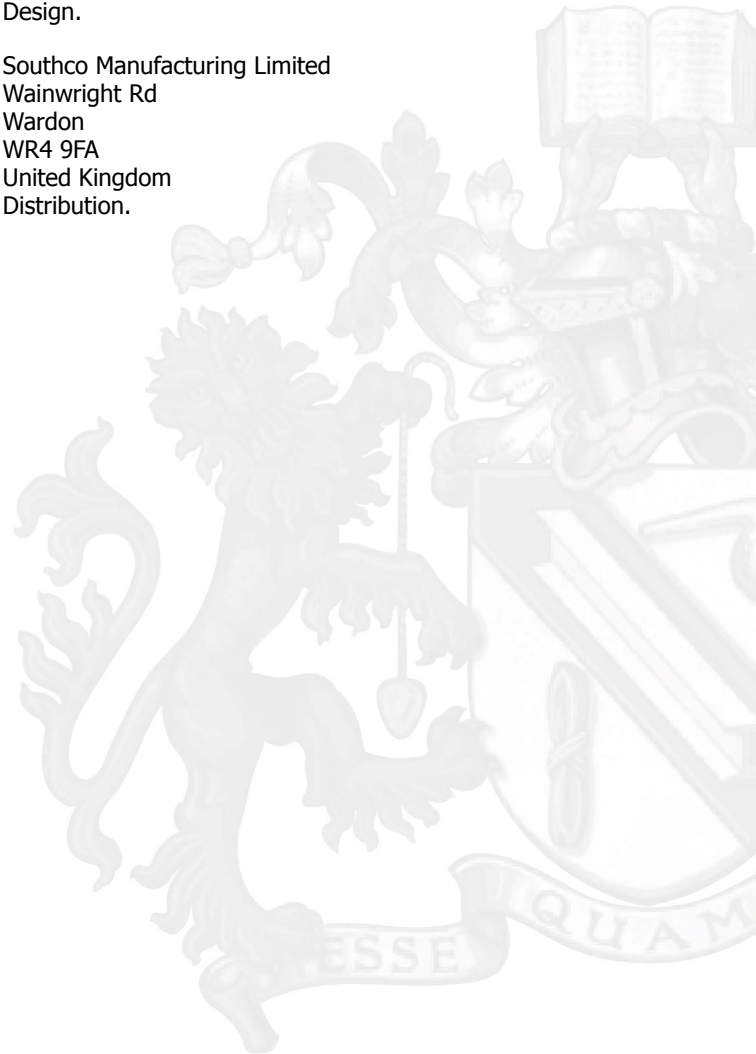 Design.
Southco Manufacturing Limited
Wainwright Rd
Wardon
WR4 9FA
United Kingdom
Distribution.
ESSE QUAM